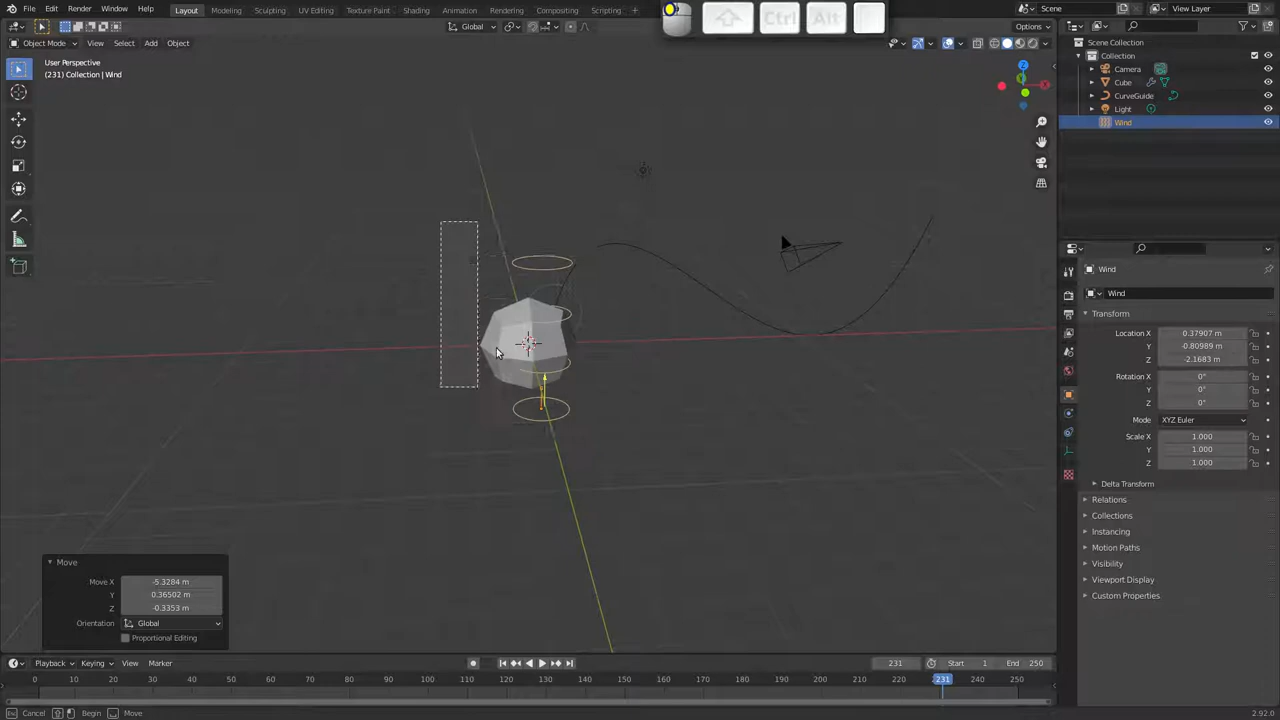 File Edit Render Window Help
Layout Modeling Sculpting UV Editing Texture Paint Shading Animation Rendering Compositing Scripting
Ctrl Alt
Scene View Layer
Global
Options
Object Mode View Select Add Object
User Perspective
(231) Collection | Wind
Z
Scene Collection
Collection
Camera
Cube
CurveGuide
Light
Wind
Wind
Wind
Transform
Location X 0.37907 m
Y -0.80989 m
Z -2.1683 m
Rotation X 0°
Y 0°
Z 0°
Mode XYZ Euler
Scale X 1.000
Y 1.000
Z 1.000
Delta Transform
Relations
Collections
Instancing
Motion Paths
Visibility
Viewport Display
Custom Properties
Move
Move X -5.3284 m
Y 0.36502 m
Z -0.3353 m
Orientation Global
Proportional Editing
Playback Keying View Marker
231 Start 1 End 250
0 10 20 30 40 50 60 70 80 90 100 110 120 130 140 150 160 170 180 190 200 210 220 231 240 250
Cancel Begin Move
2.92.0